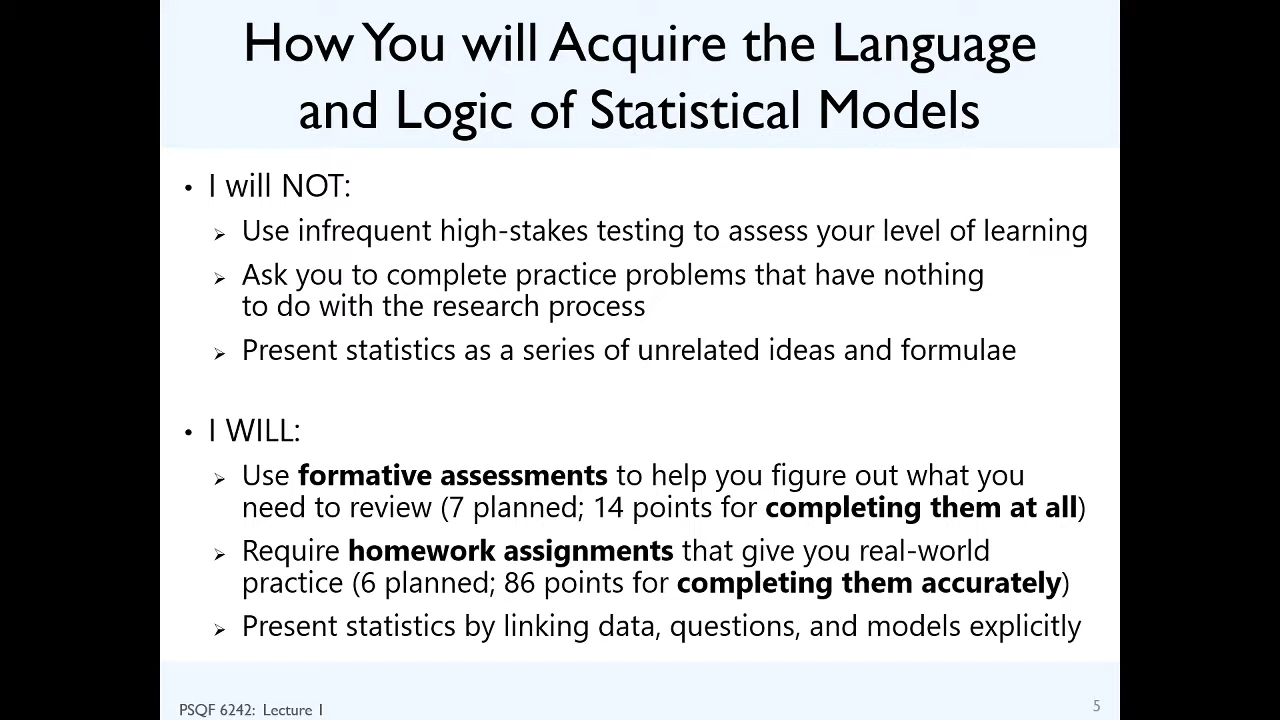 How You will Acquire the Language
and Logic of Statistical Models
• I will NOT:
➢ Use infrequent high-stakes testing to assess your level of learning
➢ Ask you to complete practice problems that have nothing
to do with the research process
➢ Present statistics as a series of unrelated ideas and formulae
• I WILL:
➢ Use formative assessments to help you figure out what you
need to review (7 planned; 14 points for completing them at all)
➢ Require homework assignments that give you real-world
practice (6 planned; 86 points for completing them accurately)
➢ Present statistics by linking data, questions, and models explicitly
PSQF 6242: Lecture 1
5